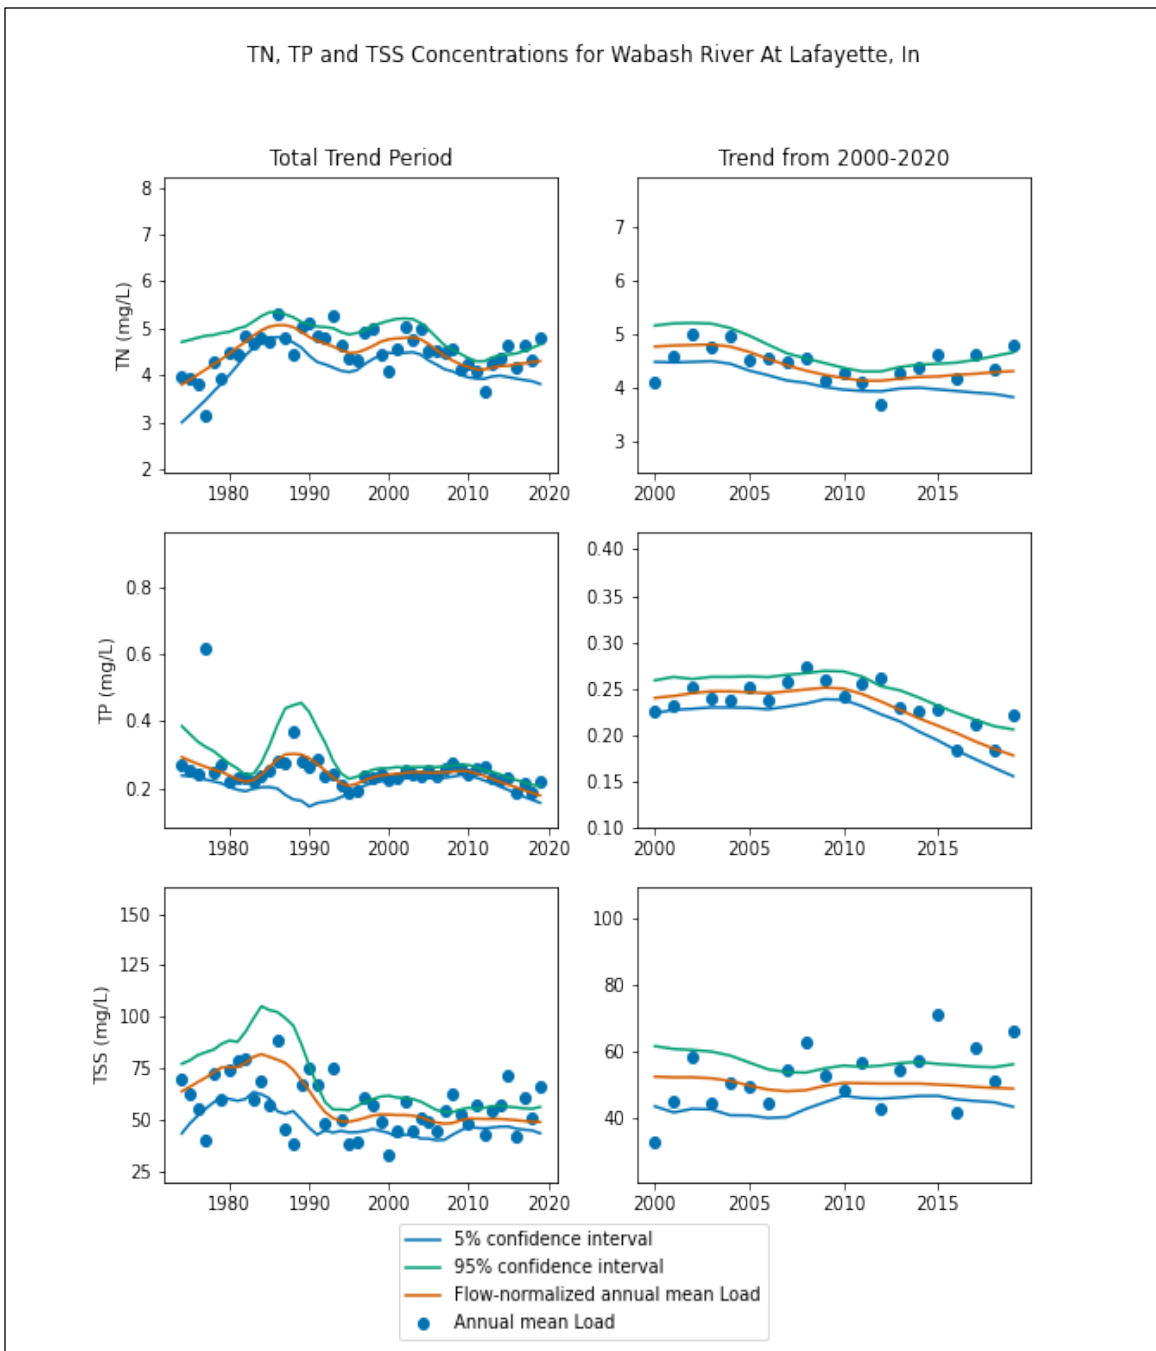 TN, TP and TSS Concentrations for Wabash River At Lafayette, In
Total Trend Period
Trend from 2000-2020
TN (mg/L)
8
7
6
5
4
3
2
1980 1990 2000 2010 2020
7
6
5
4
3
2000 2005 2010 2015
TP (mg/L)
0.8
0.6
0.4
0.2
1980 1990 2000 2010 2020
0.40
0.35
0.30
0.25
0.20
0.15
0.10
2000 2005 2010 2015
TSS (mg/L)
150
125
100
75
50
25
1980 1990 2000 2010 2020
100
80
60
40
2000 2005 2010 2015
5% confidence interval
95% confidence interval
Flow-normalized annual mean Load
Annual mean Load